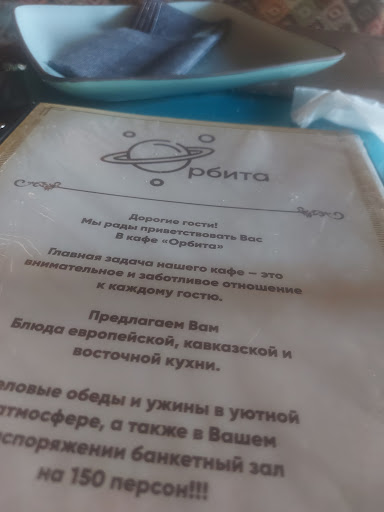 Орбита
Дорогие гости!
Мы рады приветствовать Вас
В кафе «Орбита»
Главная задача нашего кафе – это
внимательное и заботливое отношение
к каждому гостю.
Предлагаем Вам
Блюда европейской, кавказской и
восточной кухни.
еловые обеды и ужины в уютной
атмосфере, а также в Вашем
споряжении банкетный зал
на 150 персон!!!